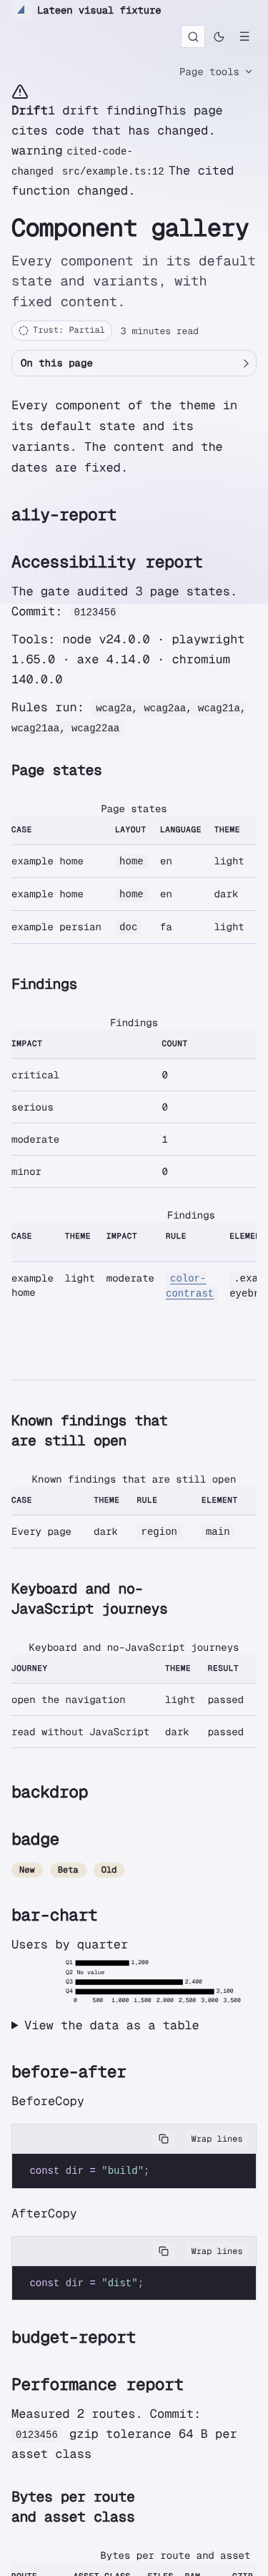 Lateen visual fixture
Page tools
Drift1 drift findingThis page
cites code that has changed.
warning cited-code-
changed src/example.ts:12 The cited
function changed.
Component gallery
Every component in its default
state and variants, with
fixed content.
Trust: Partial 3 minutes read
On this page
Every component of the theme in
its default state and its
variants. The content and the
dates are fixed.
a11y-report
Accessibility report
The gate audited 3 page states.
Commit: 0123456
Tools: node v24.0.0 · playwright
1.65.0 · axe 4.14.0 · chromium
140.0.0
Rules run: wcag2a, wcag2aa, wcag21a,
wcag21aa, wcag22aa
Page states
Page states
CASE LAYOUT LANGUAGE THEME
example home home en light
example home home en dark
example persian doc fa light
Findings
Findings
IMPACT COUNT
critical 0
serious 0
moderate 1
minor 0
Findings
CASE THEME IMPACT RULE
example light moderate color- .exa
home contrast
Known findings that
are still open
Known findings that are still open
CASE THEME RULE ELEMENT
Every page dark region main
Keyboard and no-
JavaScript journeys
Keyboard and no-JavaScript journeys
JOURNEY THEME RESULT
open the navigation light passed
read without JavaScript dark passed
backdrop
badge
New Beta Old
bar-chart
Users by quarter
Q1 1,200
Q2 No value
Q3 2,400
Q4 3,100
0 500 1,000 1,500 2,000 2,500 3,000 3,500
View the data as a table
before-after
BeforeCopy
Wrap lines
const dir = "build";
AfterCopy
Wrap lines
const dir = "dist";
budget-report
Performance report
Measured 2 routes. Commit:
0123456 gzip tolerance 64 B per
asset class
Bytes per route
and asset class
Bytes per route and asset